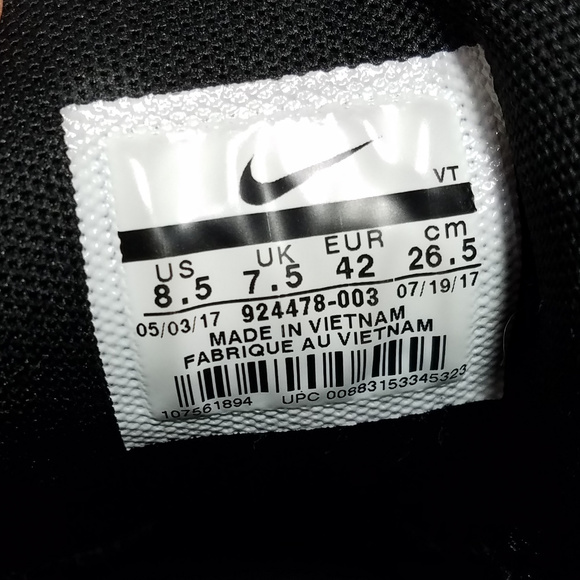 VT
US UK EUR cm
8.5 7.5 42 26.5
05/03/17 924478-003 07/19/17
MADE IN VIETNAM
FABRIQUE AU VIETNAM
107561894 UPC 00883153345323